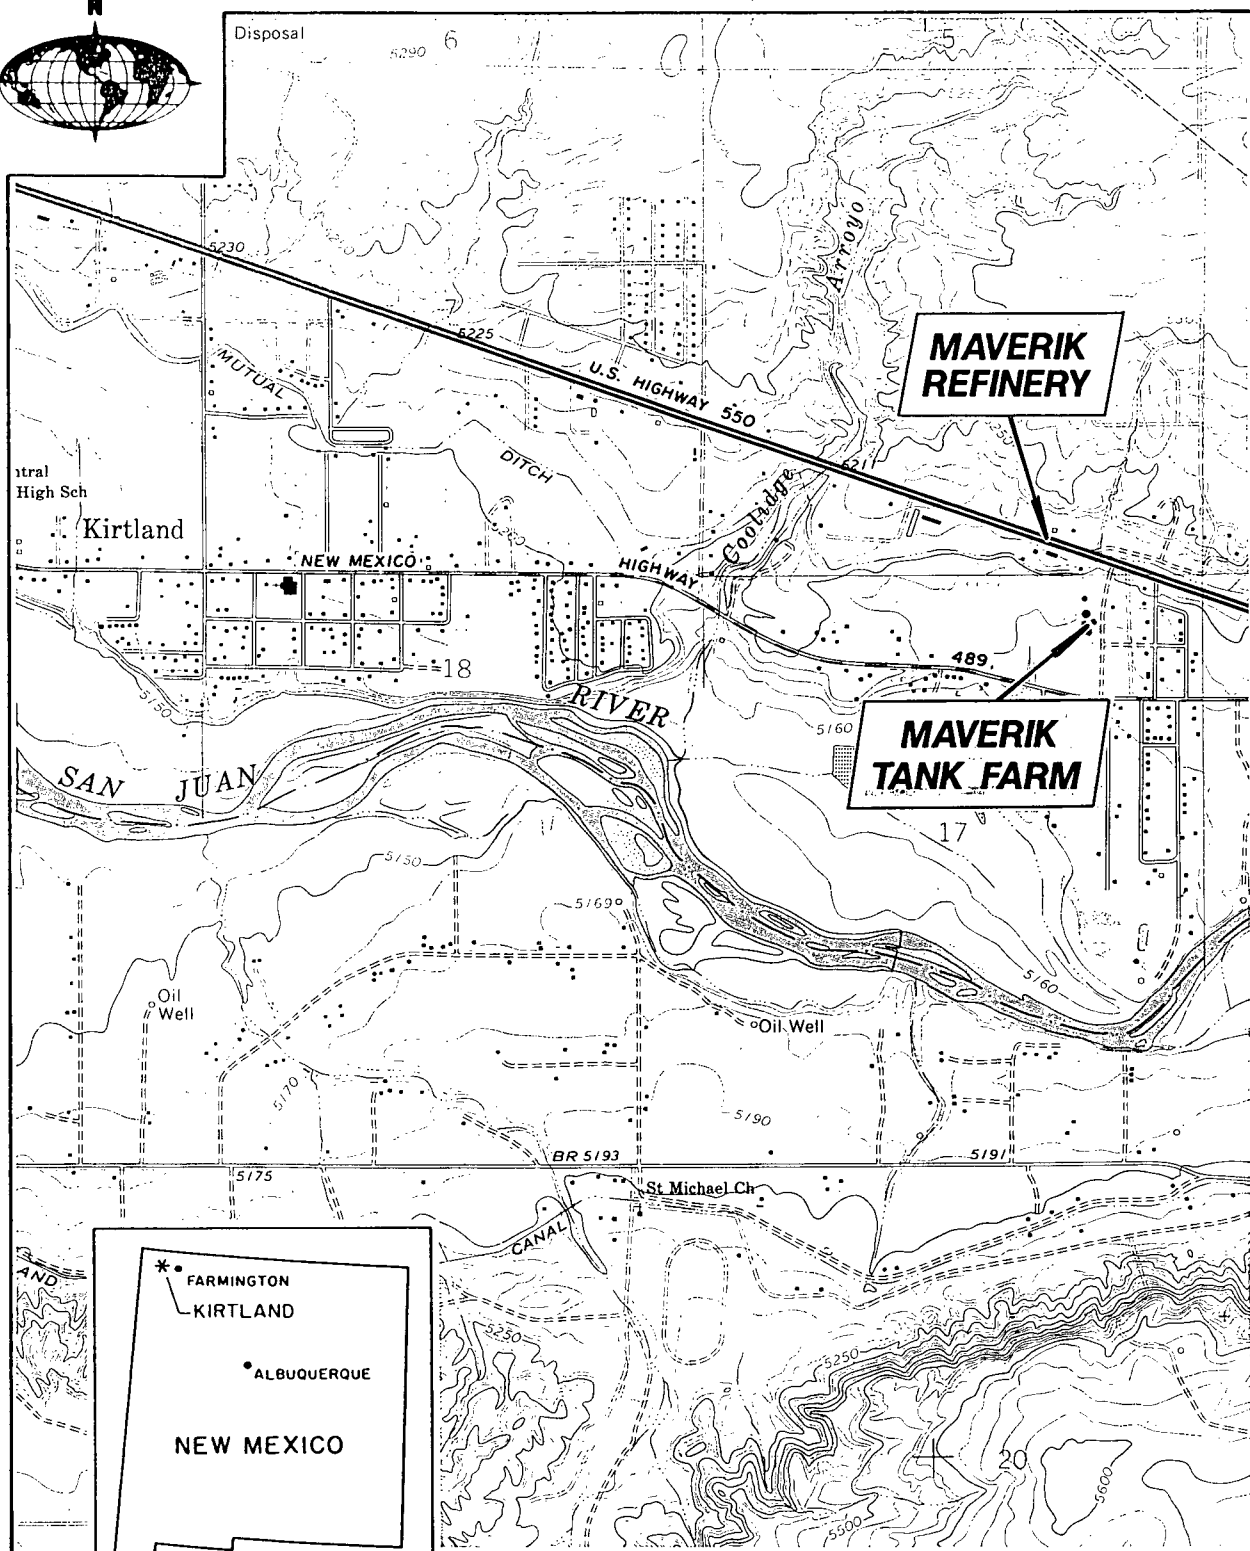 N
Disposal
6
5
5290
5230
5225
MUTUAL
U.S. HIGHWAY 550
Arroyo
MAVERIK
REFINERY
DITCH
5211
High Sch
Kirtland
Coolidge
NEW MEXICO
HIGHWAY
489
18
5150
RIVER
5160
MAVERIK
TANK FARM
SAN JUAN
17
5150
5169
5160
Oil
Well
Oil Well
5170
5190
BR 5193
5191
5175
St Michael Ch
CANAL
FARMINGTON
KIRTLAND
ALBUQUERQUE
NEW MEXICO
5250
5250
20
5600
5500